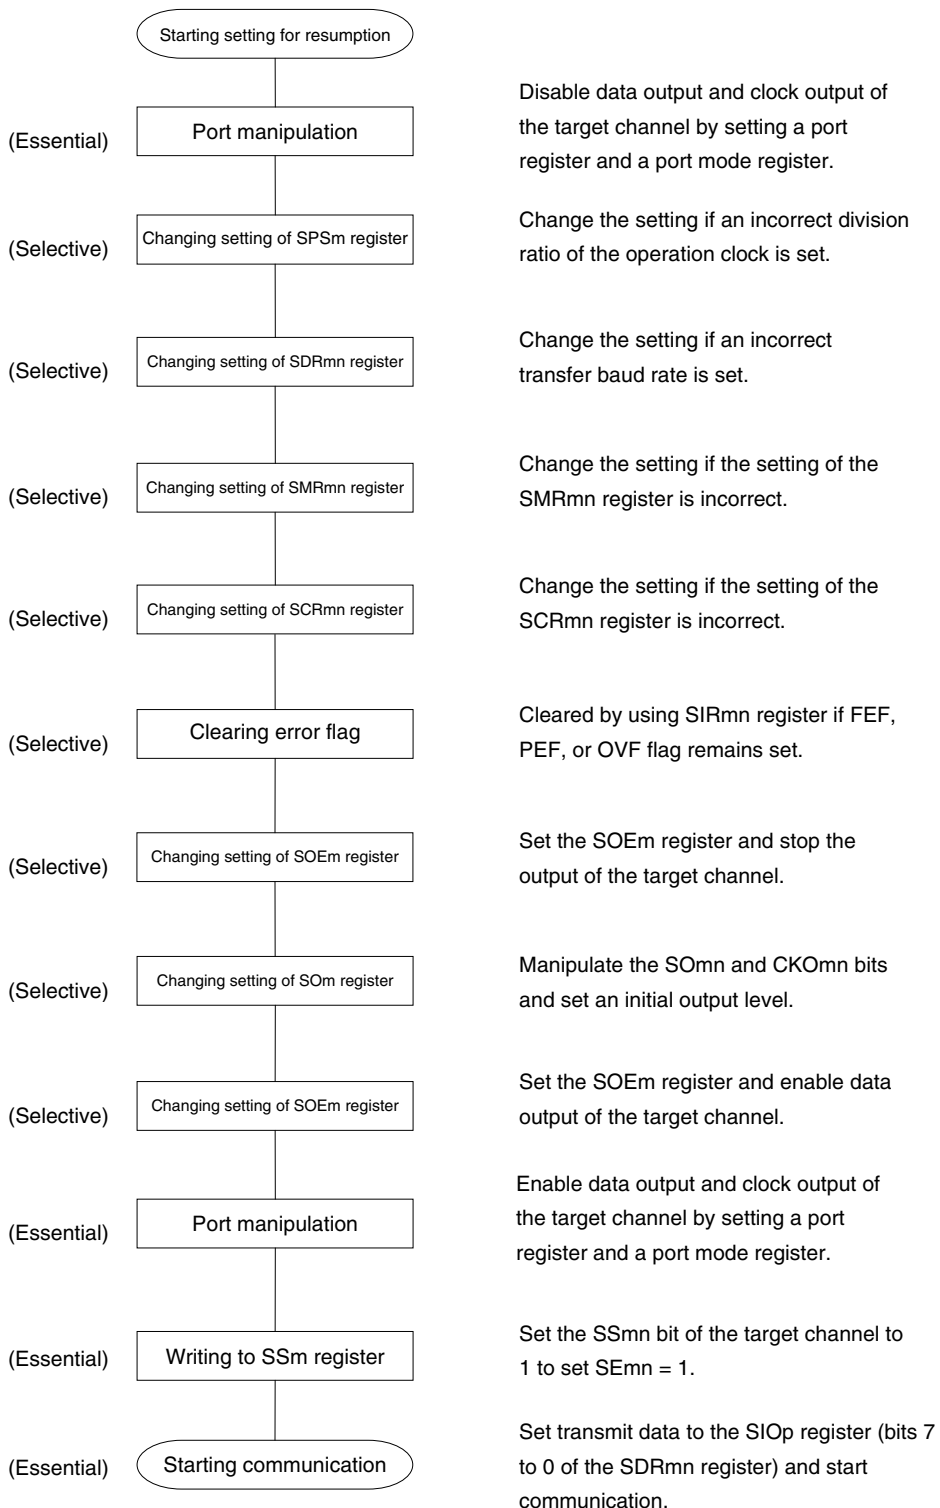 Starting setting for resumption
(Essential)
Port manipulation
Disable data output and clock output of
the target channel by setting a port
register and a port mode register.
(Selective)
Changing setting of SPSm register
Change the setting if an incorrect division
ratio of the operation clock is set.
(Selective)
Changing setting of SDRmn register
Change the setting if an incorrect
transfer baud rate is set.
(Selective)
Changing setting of SMRmn register
Change the setting if the setting of the
SMRmn register is incorrect.
(Selective)
Changing setting of SCRmn register
Change the setting if the setting of the
SCRmn register is incorrect.
(Selective)
Clearing error flag
Cleared by using SIRmn register if FEF,
PEF, or OVF flag remains set.
(Selective)
Changing setting of SOEm register
Set the SOEm register and stop the
output of the target channel.
(Selective)
Changing setting of SOm register
Manipulate the SOmn and CKOmn bits
and set an initial output level.
(Selective)
Changing setting of SOEm register
Set the SOEm register and enable data
output of the target channel.
(Essential)
Port manipulation
Enable data output and clock output of
the target channel by setting a port
register and a port mode register.
(Essential)
Writing to SSm register
Set the SSmn bit of the target channel to
1 to set SEmn = 1.
(Essential)
Starting communication
Set transmit data to the SIOp register (bits 7
to 0 of the SDRmn register) and start
communication.